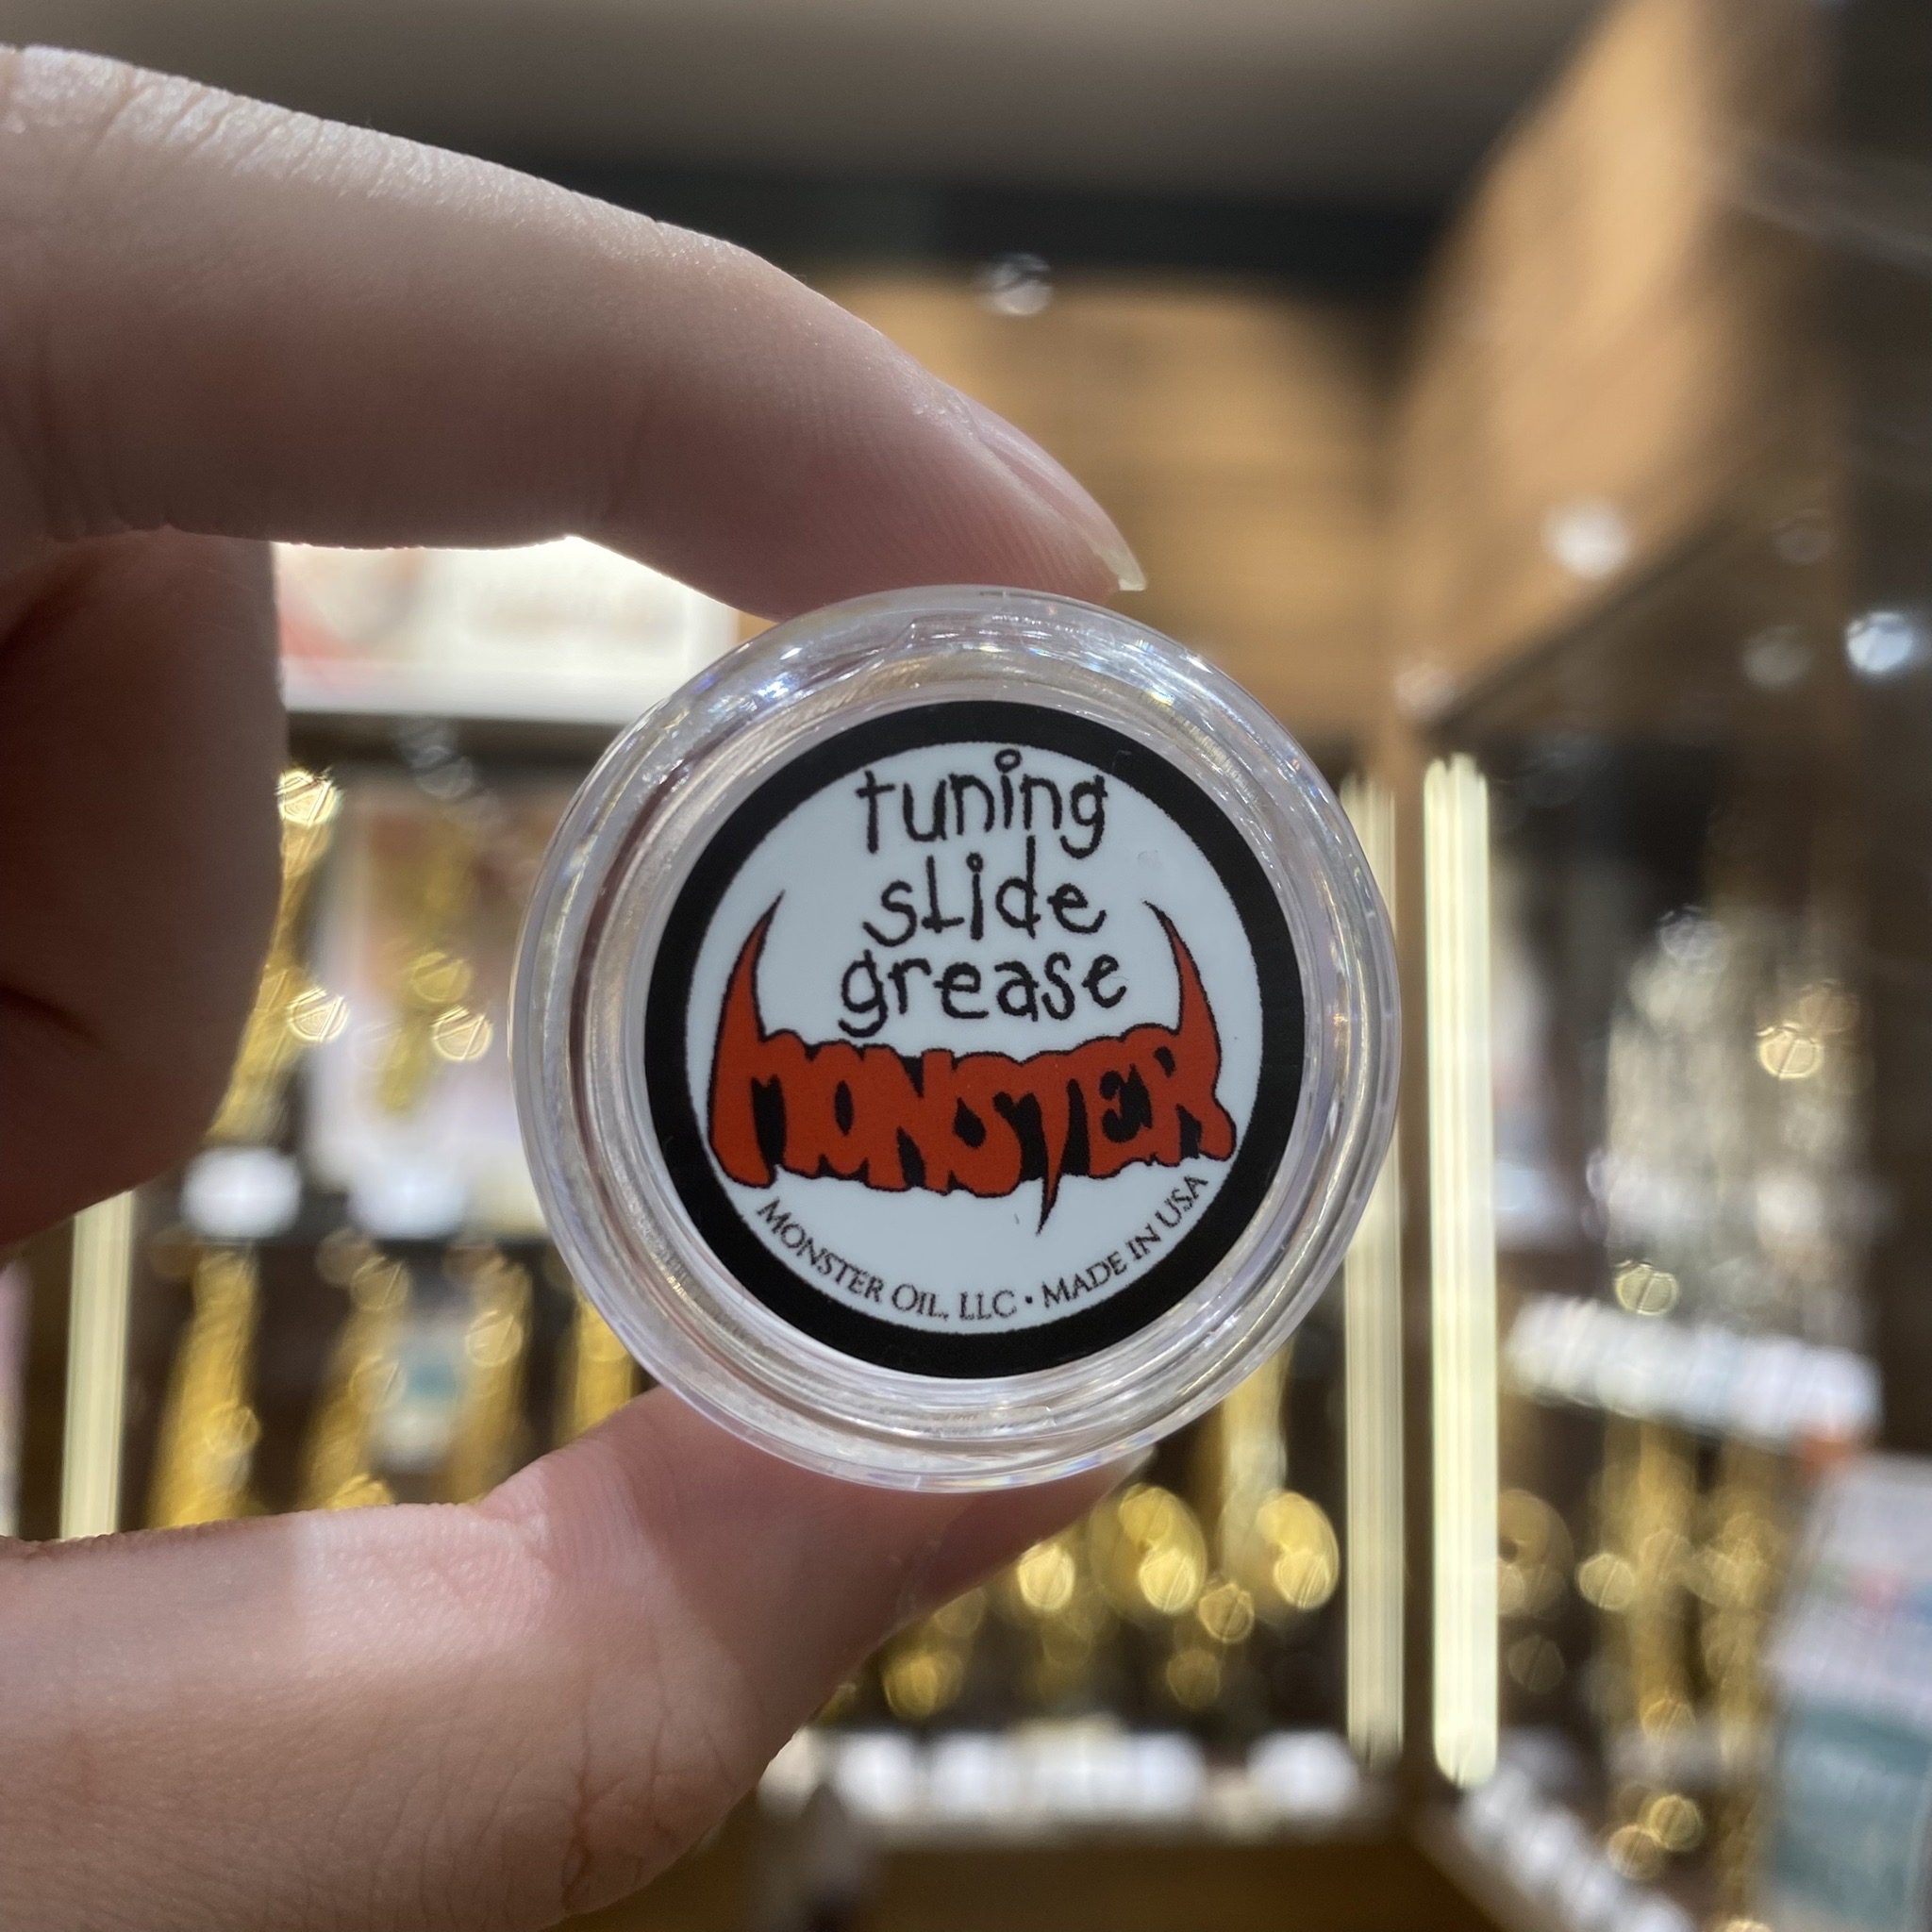 tuning
slide
grease
MONSTER
MONSTER OIL, LLC • MADE IN USA